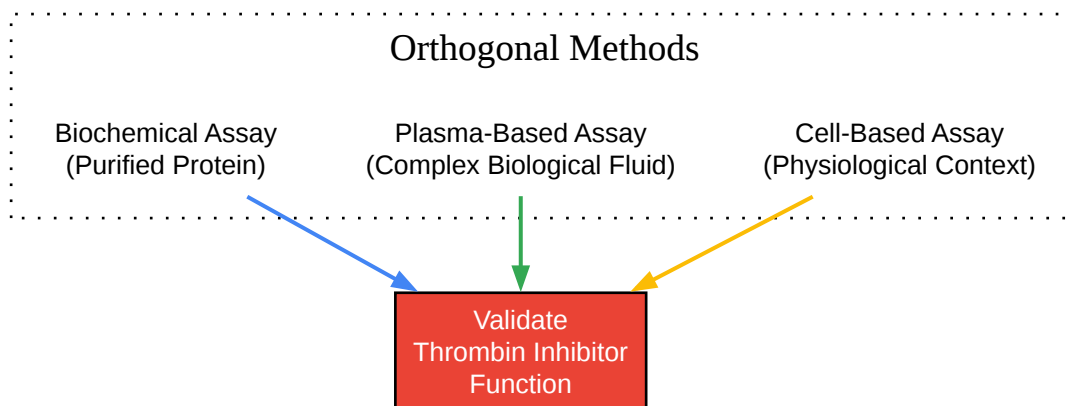 Orthogonal Methods
Biochemical Assay
(Purified Protein)
Plasma-Based Assay
(Complex Biological Fluid)
Cell-Based Assay
(Physiological Context)
Validate
Thrombin Inhibitor
Function